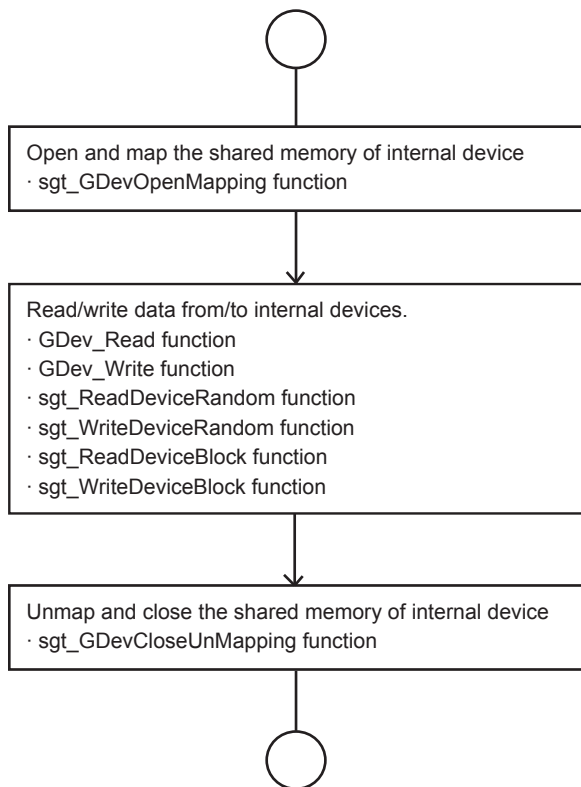 Open and map the shared memory of internal device
· sgt_GDevOpenMapping function
Read/write data from/to internal devices.
· GDev_Read function
· GDev_Write function
· sgt_ReadDeviceRandom function
· sgt_WriteDeviceRandom function
· sgt_ReadDeviceBlock function
· sgt_WriteDeviceBlock function
Unmap and close the shared memory of internal device
· sgt_GDevCloseUnMapping function